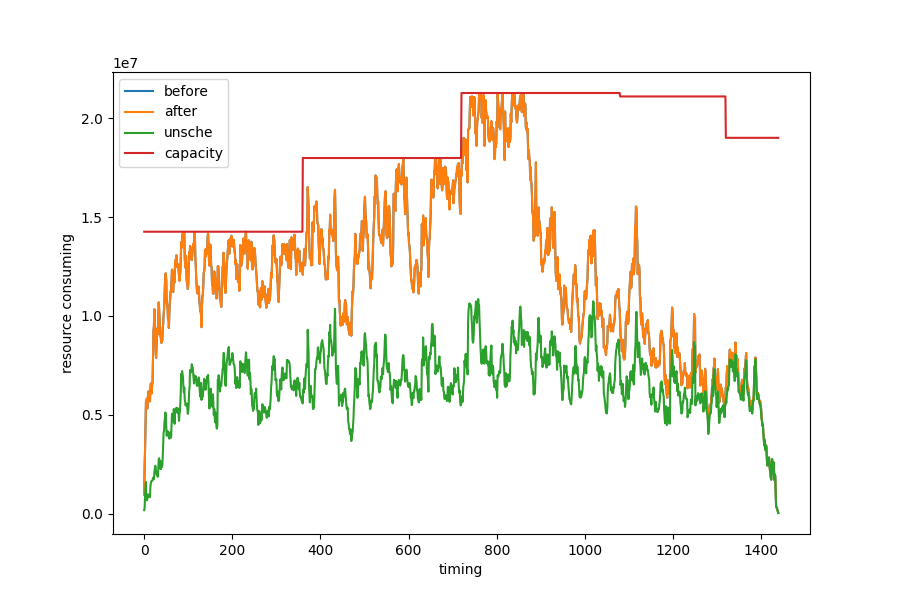 1e7
before
after
unsche
capacity
2.0
1.5
1.0
0.5
0.0
resource consuming
0 200 400 600 800 1000 1200 1400
timing